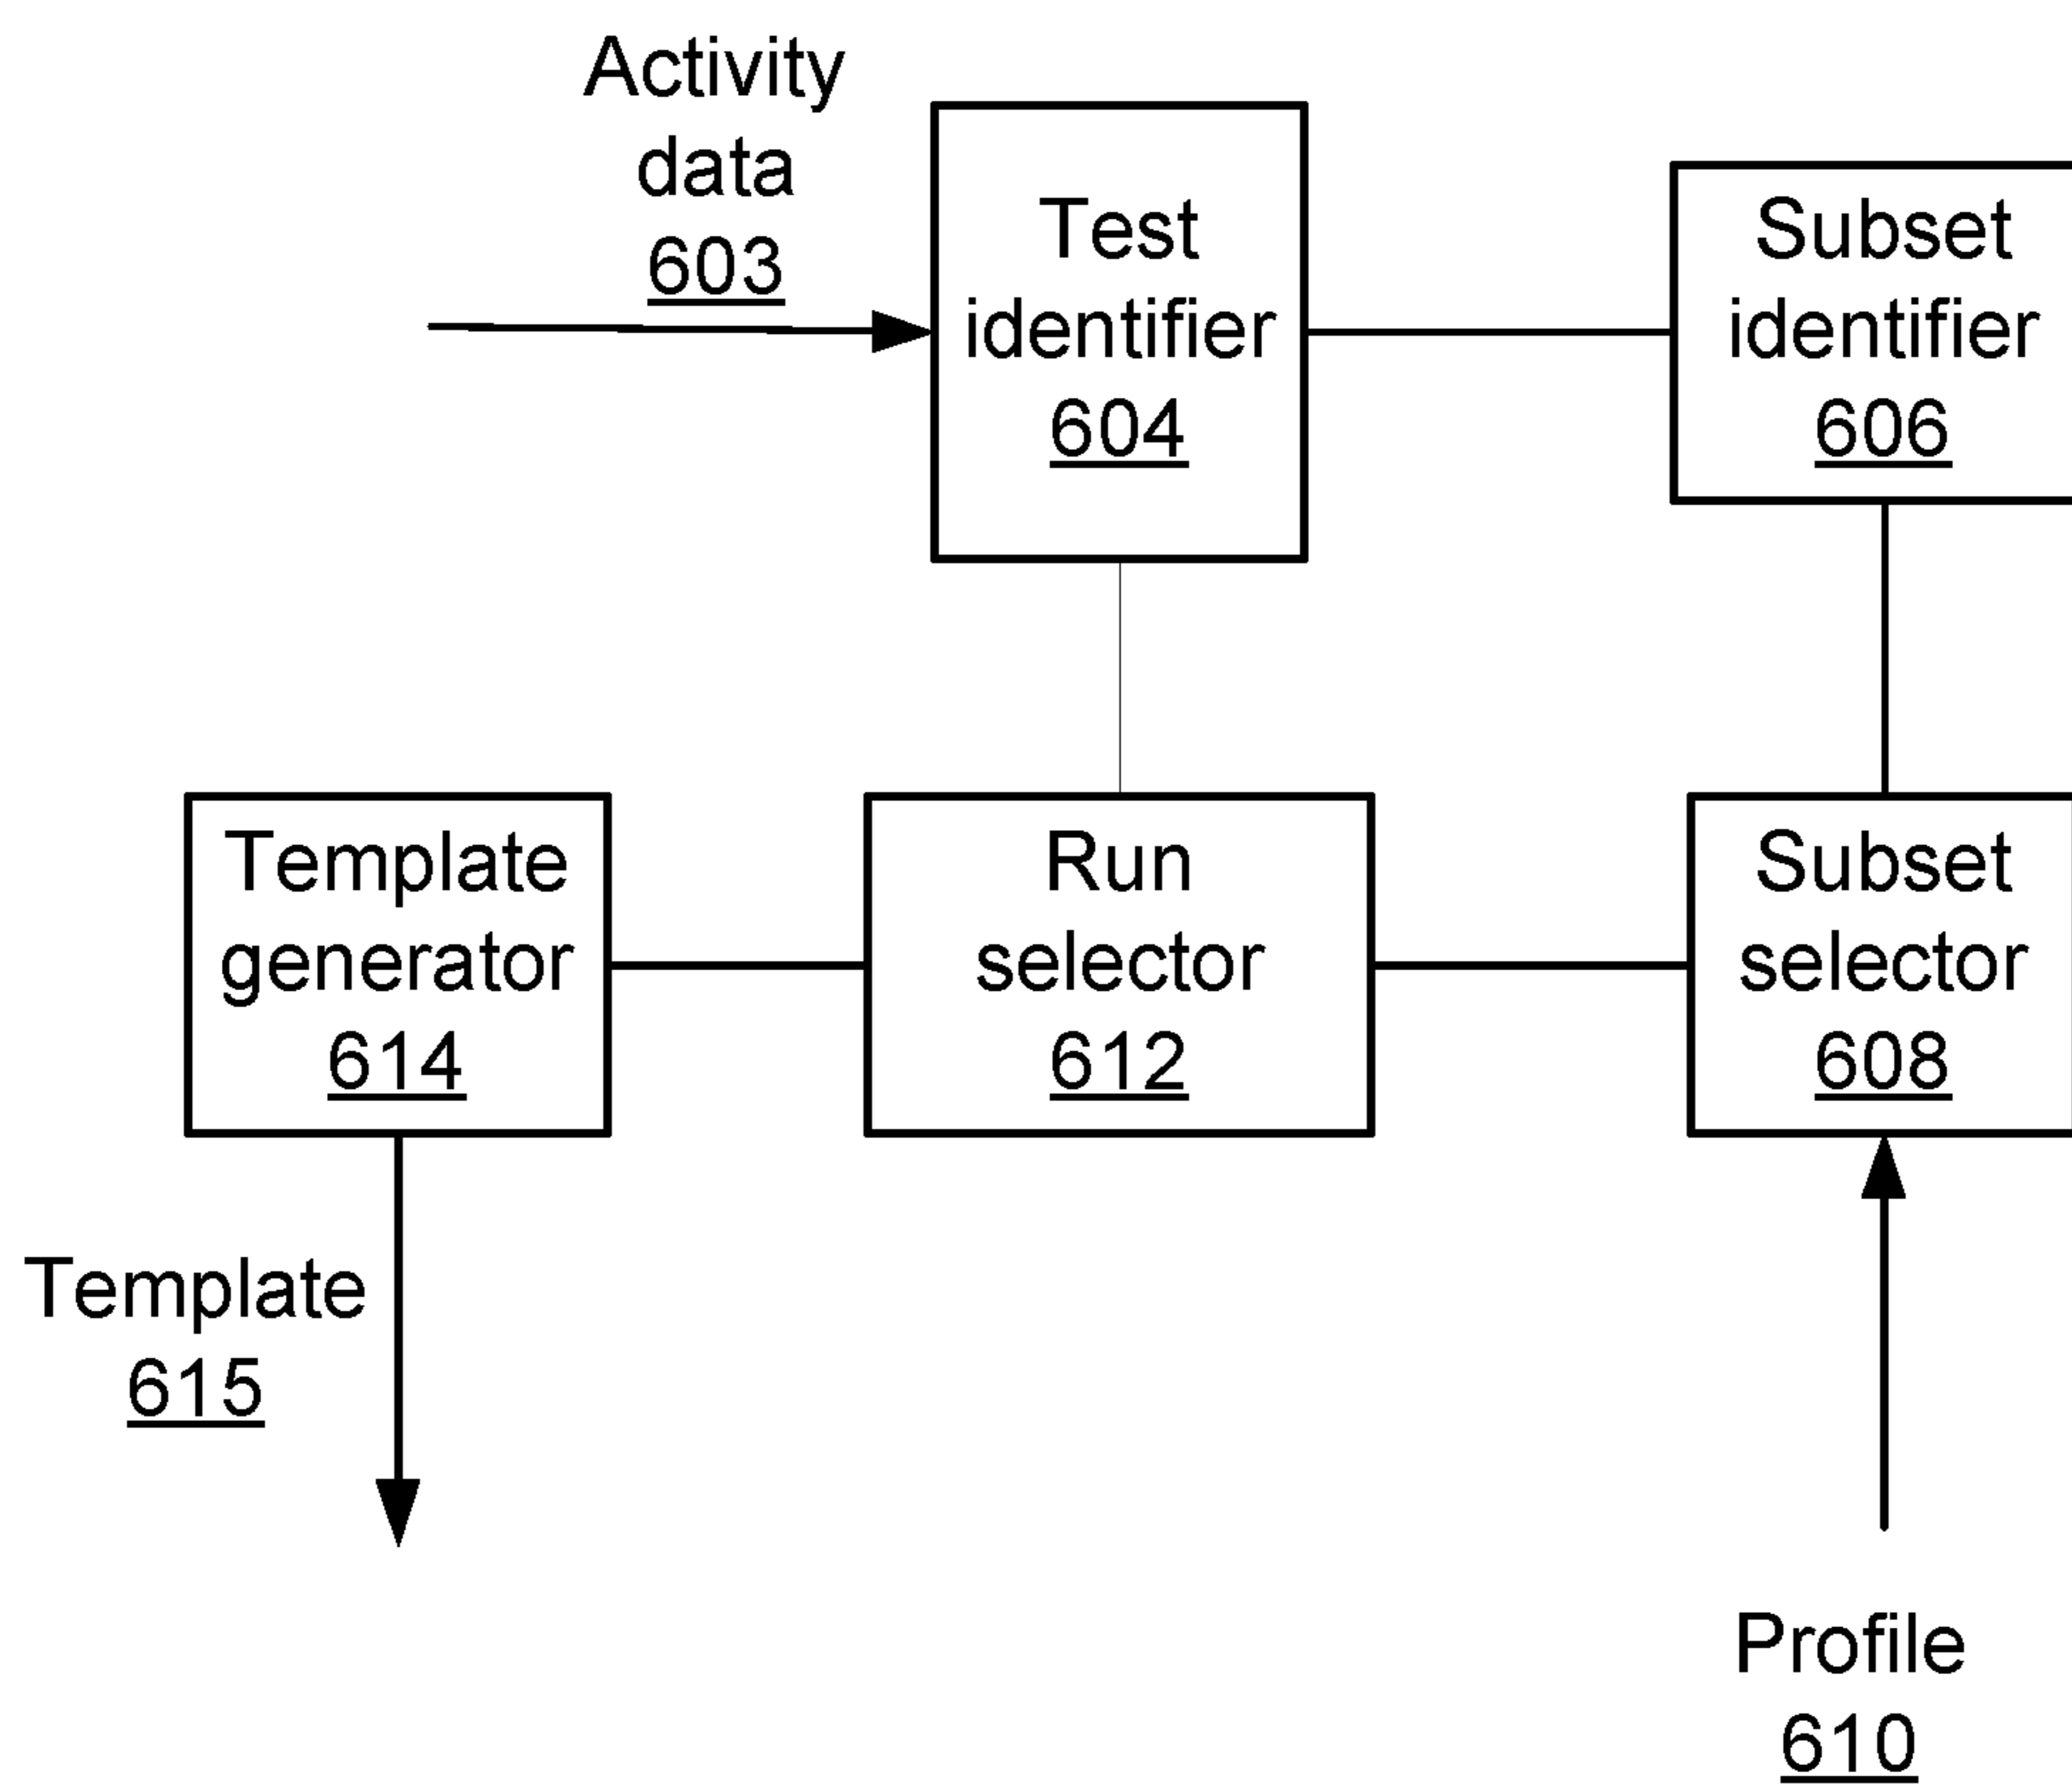 Activity
data
603
Test
identifier
604
Subset
identifier
606
Template
generator
614
Run
selector
612
Subset
selector
608
Template
615
Profile
610